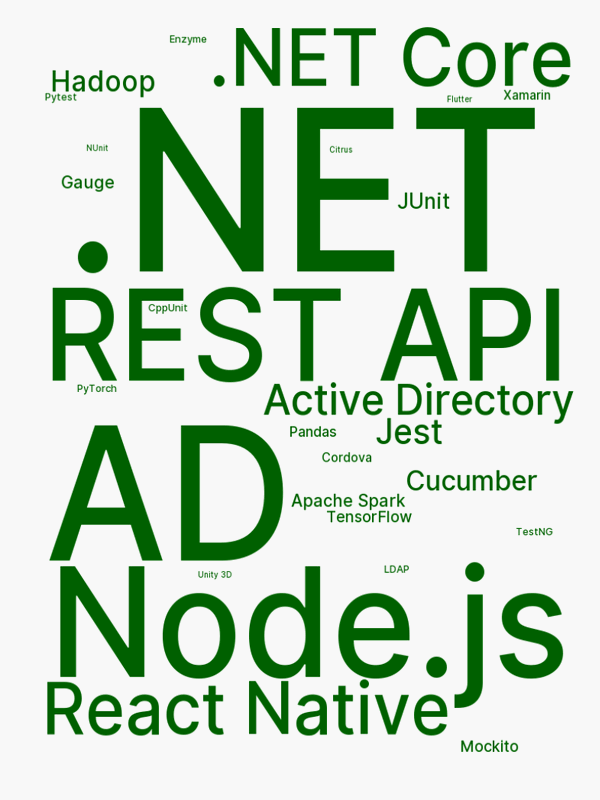 Enzyme
.NET Core
Hadoop
Pytest
Flutter
Xamarin
.NET
NUnit
Citrus
Gauge
JUnit
REST API
CppUnit
PyTorch
Active Directory
Pandas
Jest
AD
Cordova
Cucumber
Apache Spark
TensorFlow
TestNG
Unity 3D
LDAP
Node.js
React Native
Mockito